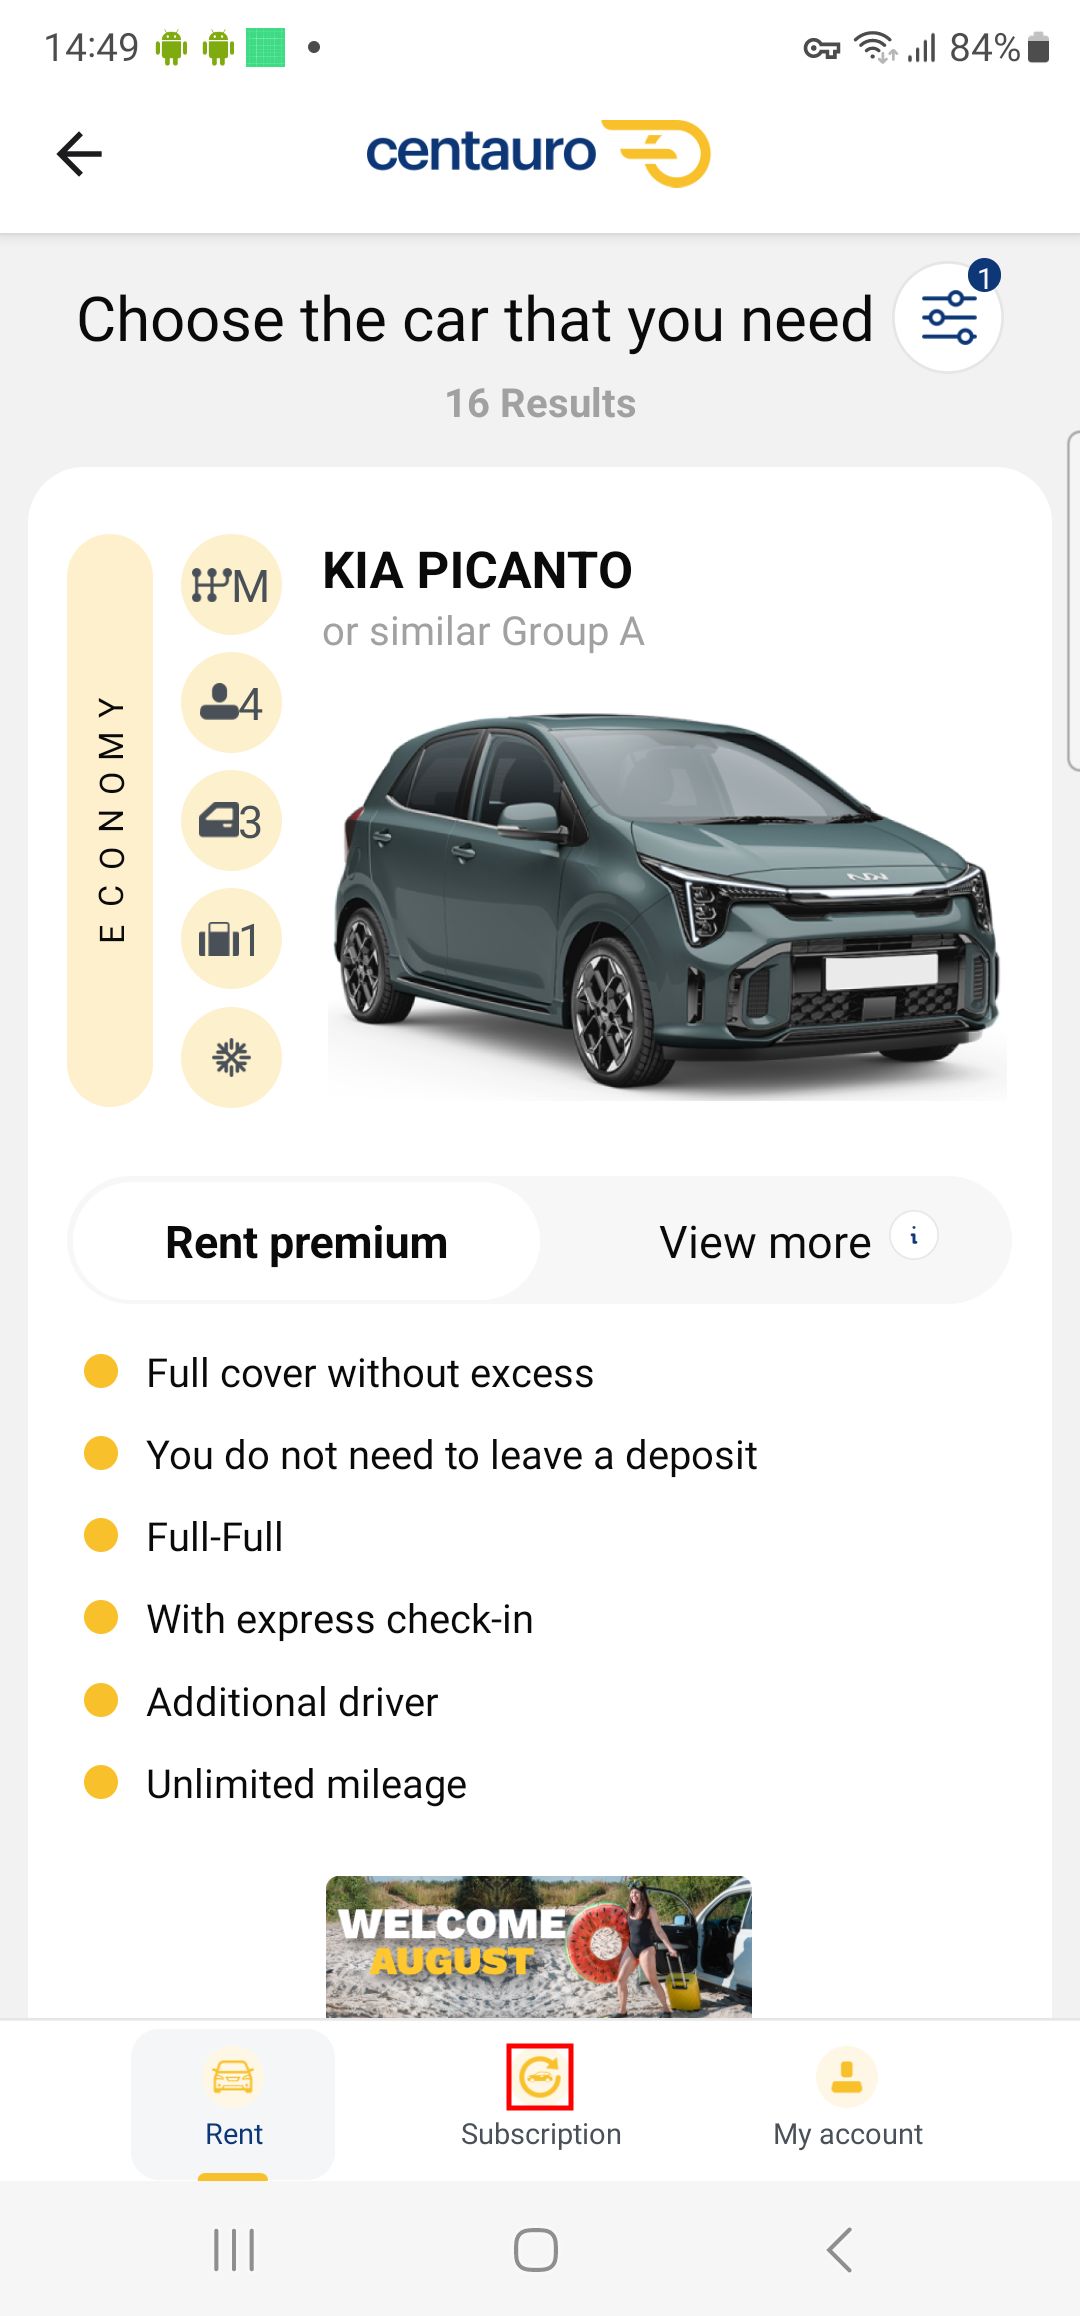 14:49
84%
centauro
Choose the car that you need
1
16 Results
ECONOMY
M
4
3
1
KIA PICANTO
or similar Group A
Rent premium
View more
i
Full cover without excess
You do not need to leave a deposit
Full-Full
With express check-in
Additional driver
Unlimited mileage
WELCOME
AUGUST
Rent
Subscription
My account